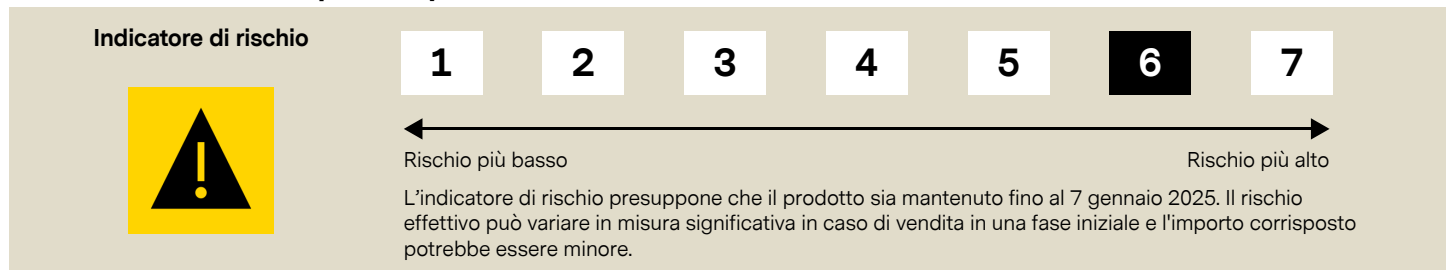 Indicatore di rischio
1 2 3 4 5 6 7
Rischio più basso
Rischio più alto
L'indicatore di rischio presuppone che il prodotto sia mantenuto fino al 7 gennaio 2025. Il rischio
effettivo può variare in misura significativa in caso di vendita in una fase iniziale e l'importo corrisposto
potrebbe essere minore.